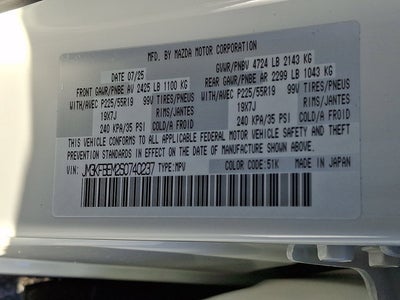 MFD. BY MAZDA MOTOR CORPORATION
DATE 07/25 GVWR/PNBV 4724 LB 2143 KG
FRONT GAWR/PNBE AV 2425 LB 1100 KG REAR GAWR/PNBE AR 2299 LB 1043 KG
WITH/AVEC P225/55R19 99V TIRES/PNEUS WITH/AVEC P225/55R19 99V TIRES/PNEUS
19X7J RIMS/JANTES 19X7J RIMS/JANTES
240 KPA/35 PSI COLD/A FROID 240 KPA/35 PSI COLD/A FROID
THIS VEHICLE CONFORMS TO ALL APPLICABLE FEDERAL MOTOR VEHICLE SAFETY AND THEFT
PREVENTION STANDARDS IN EFFECT ON THE DATE OF MANUFACTURE SHOWN ABOVE.
VIN: JM3KFBEM2S0740237 TYPE:MPV COLOR CODE:51K MADE IN JAPAN